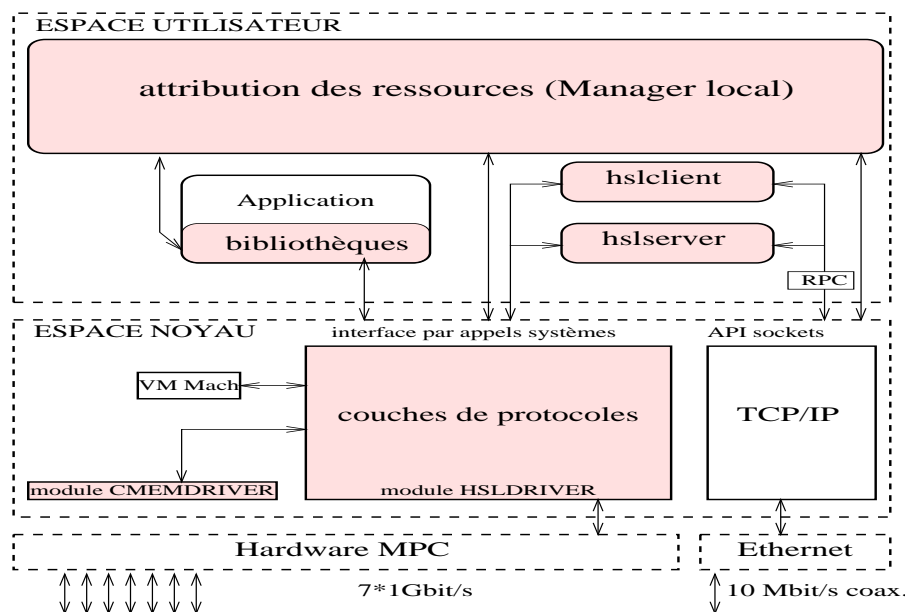 ESPACE UTILISATEUR
attribution des ressources (Manager local)
Application
bibliothèques
hslclient
hslserver
RPC
ESPACE NOYAU
interface par appels systèmes
API sockets
VM Mach
couches de protocoles
TCP/IP
module CMEMDRIVER
module HSLDRIVER
Hardware MPC
Ethernet
7*1Gbit/s
10 Mbit/s coax.